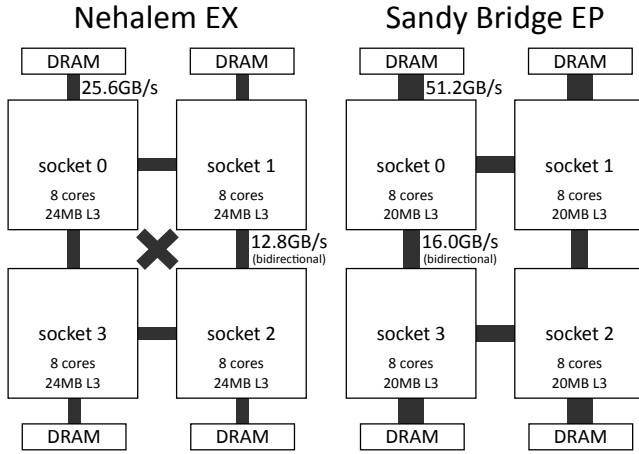 Nehalem EX
DRAM
25.6GB/s
DRAM
socket 0
8 cores
24MB L3
socket 1
8 cores
24MB L3
12.8GB/s
(bidirectional)
socket 3
8 cores
24MB L3
socket 2
8 cores
24MB L3
DRAM
DRAM
Sandy Bridge EP
DRAM
51.2GB/s
DRAM
socket 0
8 cores
20MB L3
socket 1
8 cores
20MB L3
16.0GB/s
(bidirectional)
socket 3
8 cores
20MB L3
socket 2
8 cores
20MB L3
DRAM
DRAM